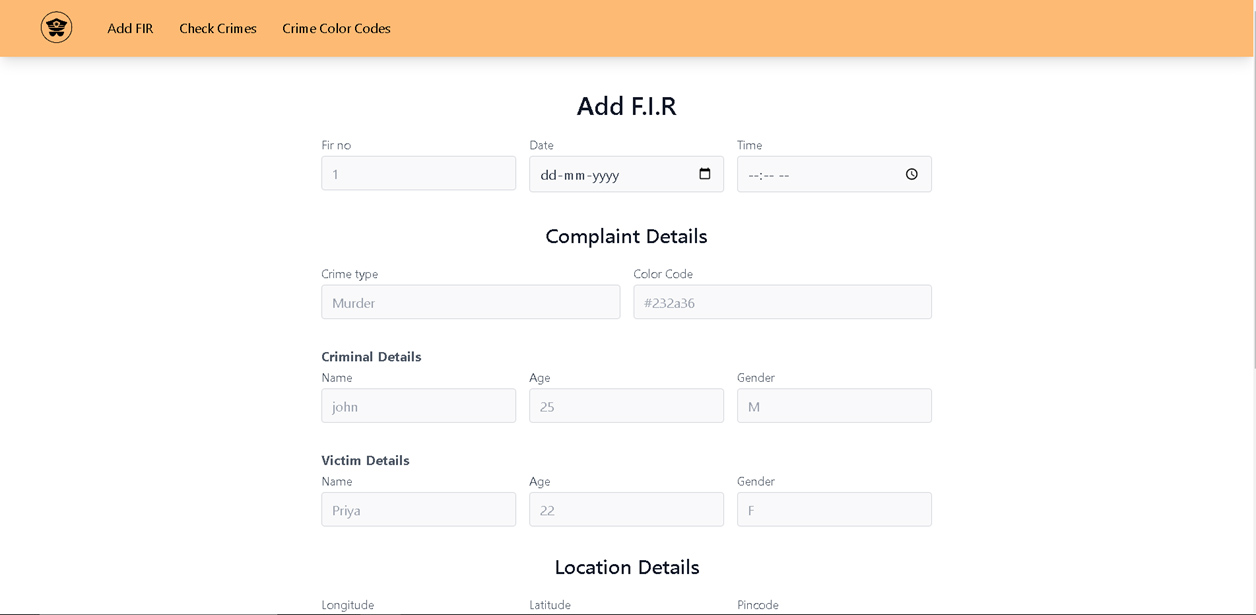 Add FIR Check Crimes Crime Color Codes
Add F.I.R
Fir no Date Time
1 dd-mm-yyyy --:-- --
Complaint Details
Crime type Color Code
Murder #232a36
Criminal Details
Name Age Gender
john 25 M
Victim Details
Name Age Gender
Priya 22 F
Location Details
Longitude Latitude Pincode